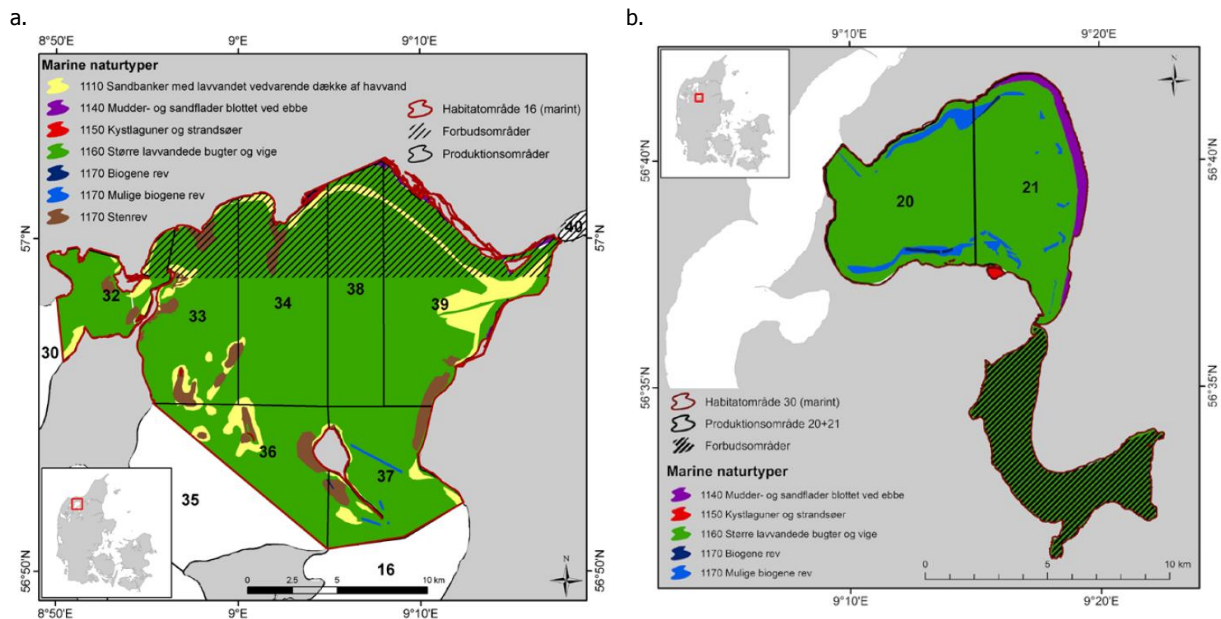 a.
8°50'E 9°E 9°10'E
Marine naturtyper
1110 Sandbanker med lavvandet vedvarende dække af havvand
1140 Mudder- og sandflader blottet ved ebbe
1150 Kystlaguner og strandsøer
1160 Større lavvandede bugter og vige
1170 Biogene rev
1170 Mulige biogene rev
1170 Stenrev
Habitatområde 16 (marint)
Forbudsområder
Produktionsområder
57°N
57°N
40
32
33
34
38
39
30
36
37
35
16
N
0 2.5 5 10 km
56°50'N
56°50'N
8°50'E 9°E 9°10'E
b.
9°10'E 9°20'E
N
56°40'N
56°40'N
20
21
56°35'N
56°35'N
Habitatområde 30 (marint)
Produktionsområde 20+21
Forbudsområder
Marine naturtyper
1140 Mudder- og sandflader blottet ved ebbe
1150 Kystlaguner og strandsøer
1160 Større lavvandede bugter og vige
1170 Biogene rev
1170 Mulige biogene rev
0 5 10 km
9°10'E 9°20'E